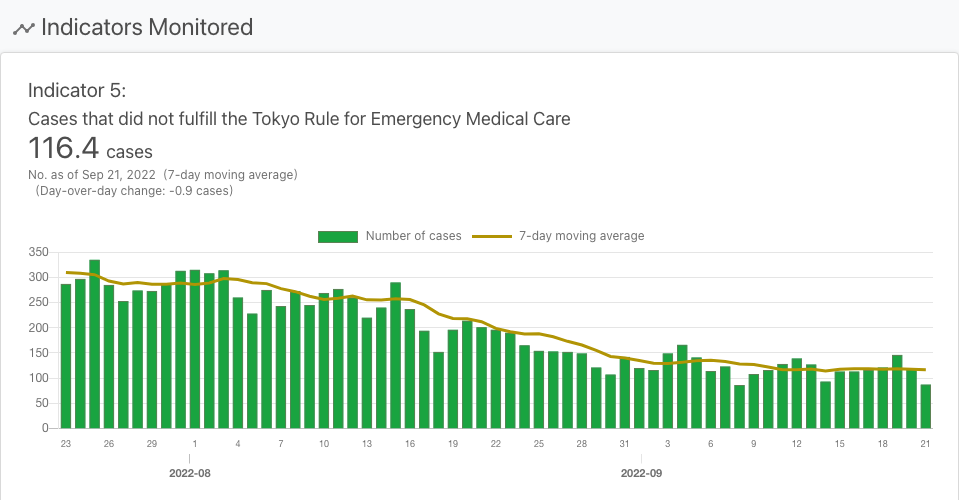 Indicators Monitored
Indicator 5:
Cases that did not fulfill the Tokyo Rule for Emergency Medical Care
116.4 cases
No. as of Sep 21, 2022 (7-day moving average)
(Day-over-day change: -0.9 cases)
Number of cases 7-day moving average
350
300
250
200
150
100
50
0
23 26 29 1 4 7 10 13 16 19 22 25 28 31 3 6 9 12 15 18 21
2022-08 2022-09